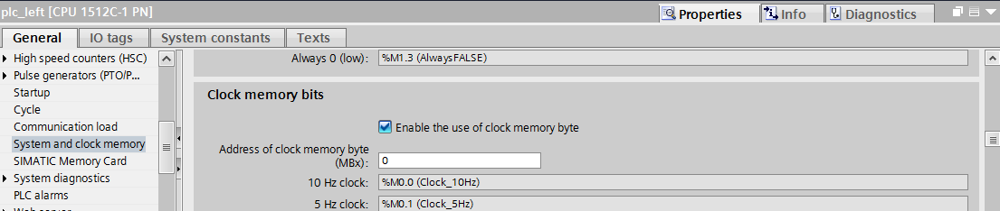 plc_left [CPU 1512C-1 PN]
Properties Info Diagnostics
General IO tags System constants Texts
High speed counters (HSC)
Pulse generators (PTO/P...
Startup
Cycle
Communication load
System and clock memory
SIMATIC Memory Card
System diagnostics
PLC alarms
Always 0 (low): %M1.3 (AlwaysFALSE)
Clock memory bits
Enable the use of clock memory byte
Address of clock memory byte
(MBx): 0
10 Hz clock: %M0.0 (Clock_10Hz)
5 Hz clock: %M0.1 (Clock_5Hz)